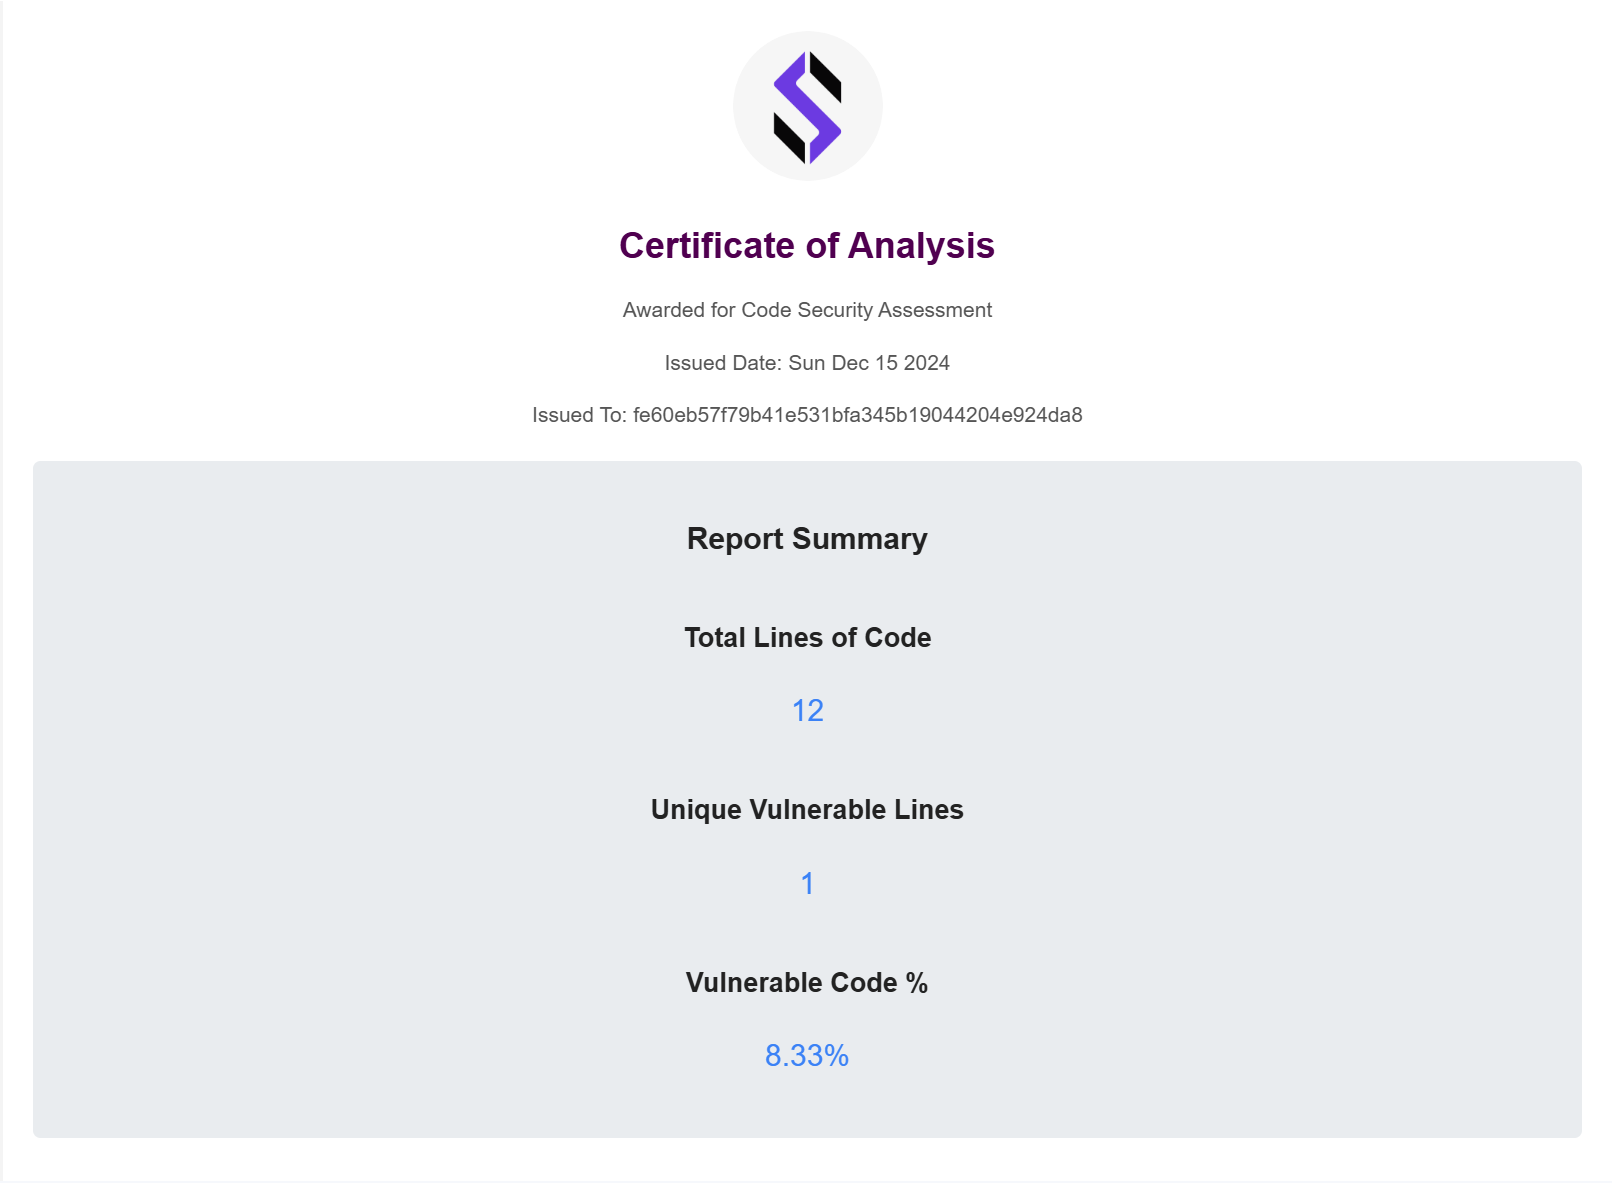 Certificate of Analysis
Awarded for Code Security Assessment
Issued Date: Sun Dec 15 2024
Issued To: fe60eb57f79b41e531bfa345b19044204e924da8
Report Summary
Total Lines of Code
12
Unique Vulnerable Lines
1
Vulnerable Code %
8.33%